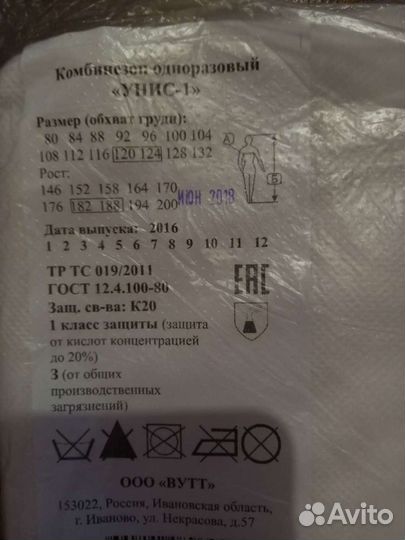 Комбинезон одноразовый
«УНИС-1»
Размер (обхват груди):
80 84 88 92 96 100 104
108 112 116 120 124 128 132
Рост:
146 152 158 164 170
176 182 188 194 200
ИЮН 2018
А
Б
Дата выпуска: 2016
1 2 3 4 5 6 7 8 9 10 11 12
ТР ТС 019/2011
ГОСТ 12.4.100-80
EAC
Защ. св-ва: К20
1 класс защиты (защита
от кислот концентрацией
до 20%)
З (от общих
производственных
загрязнений)
ООО «ВУТТ»
153022, Россия, Ивановская область,
г. Иваново, ул. Некрасова, д.57
Avito